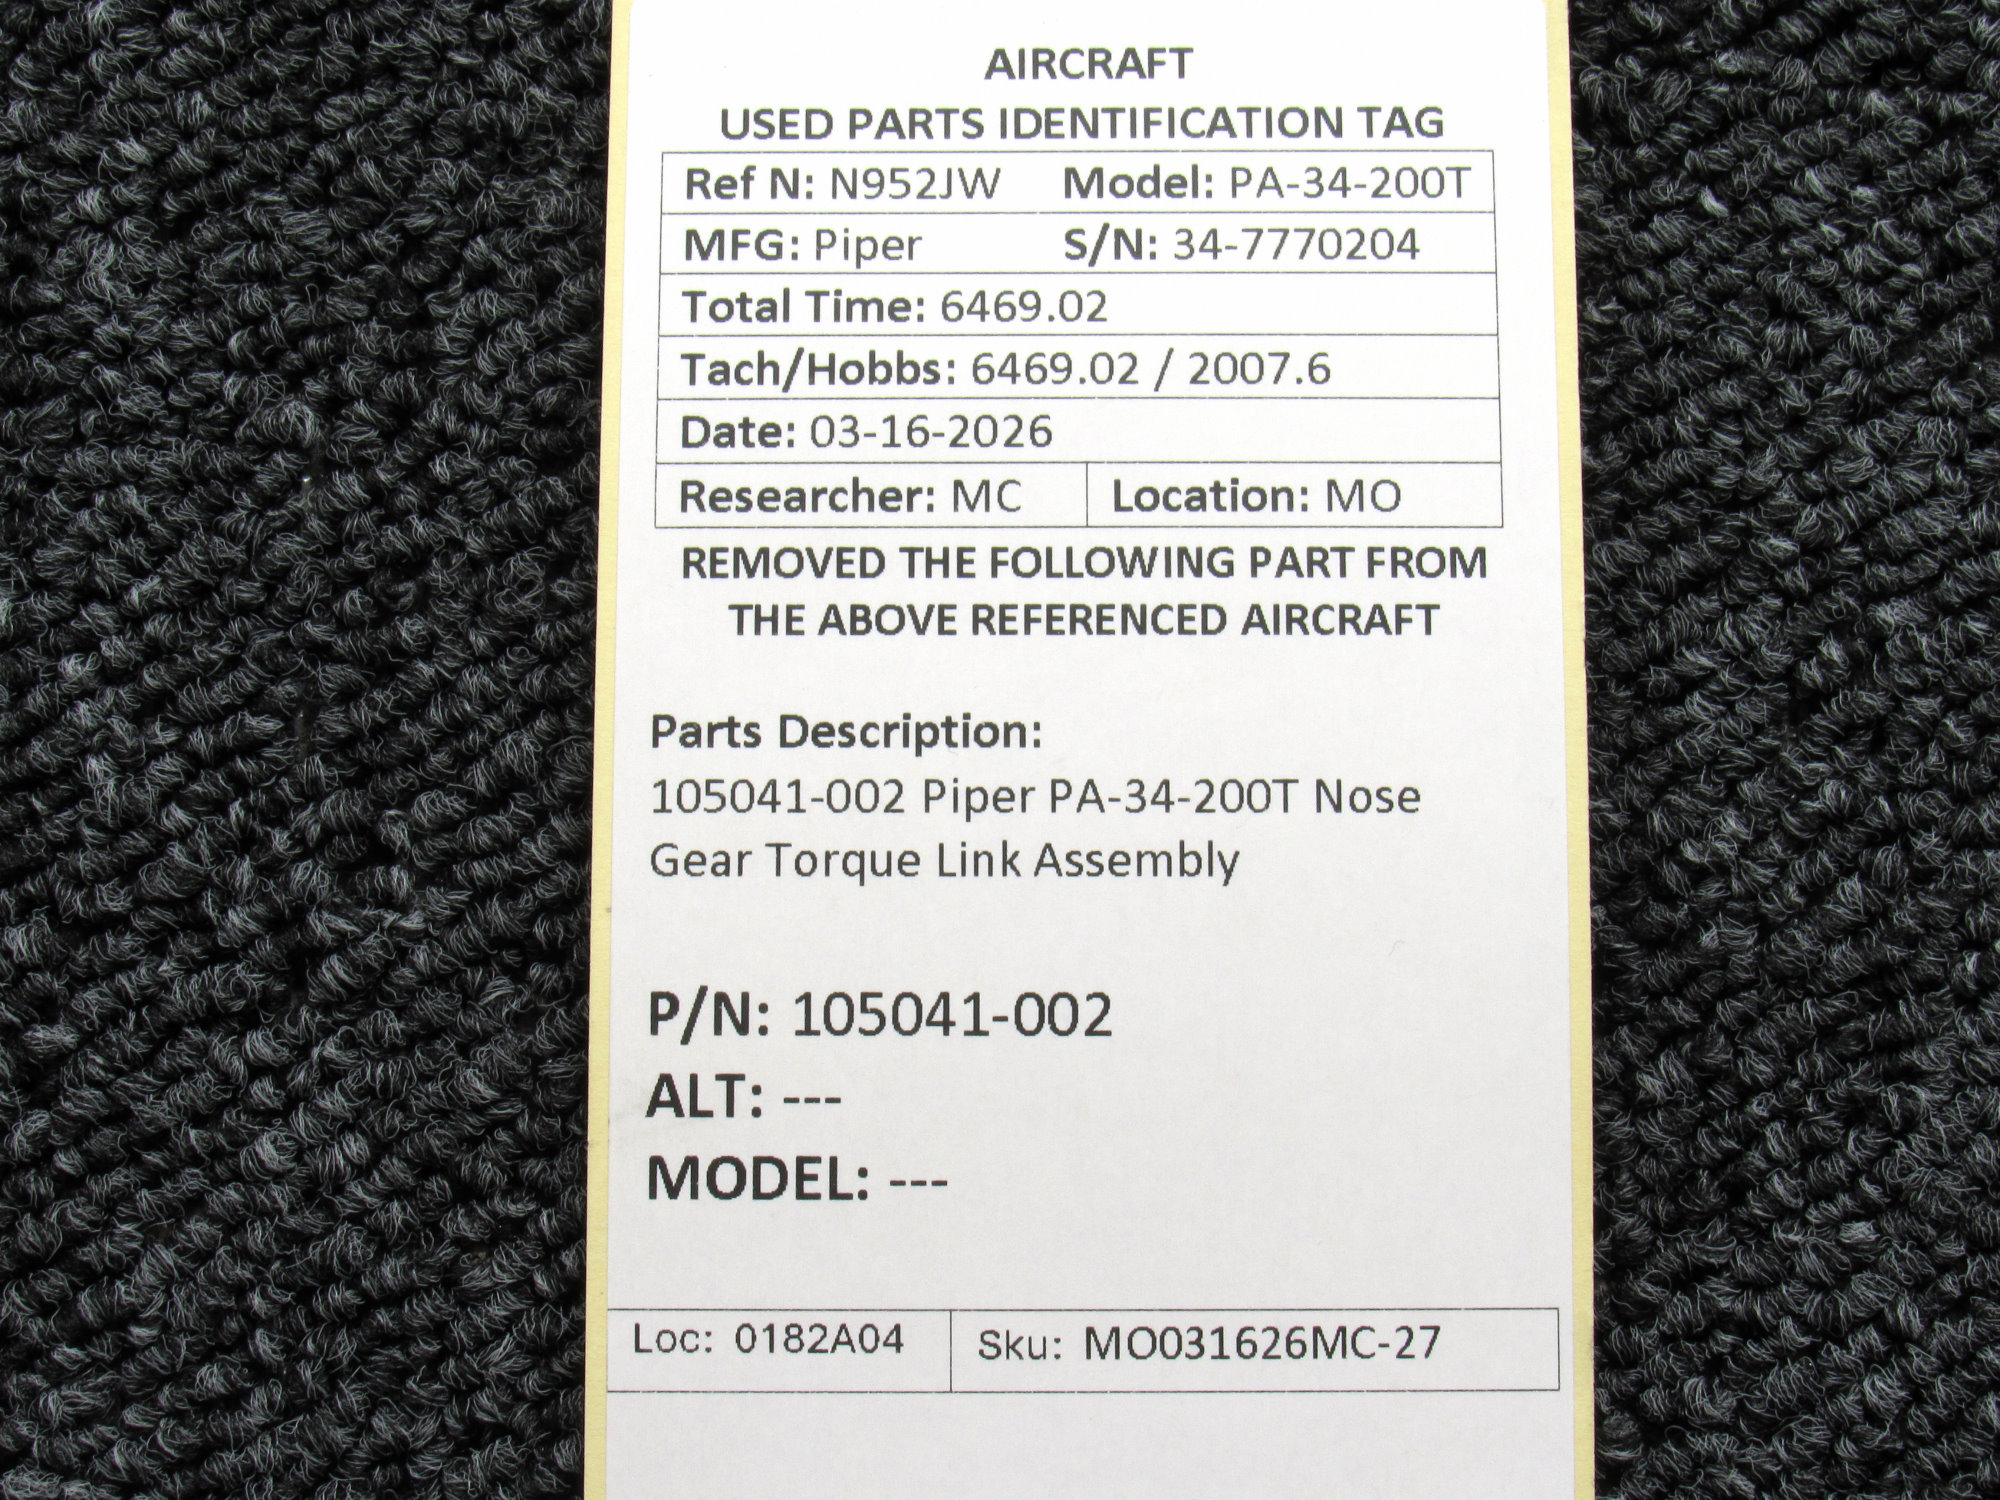 AIRCRAFT
USED PARTS IDENTIFICATION TAG
Ref N: N952JW Model: PA-34-200T
MFG: Piper S/N: 34-7770204
Total Time: 6469.02
Tach/Hobbs: 6469.02 / 2007.6
Date: 03-16-2026
Researcher: MC Location: MO
REMOVED THE FOLLOWING PART FROM
THE ABOVE REFERENCED AIRCRAFT
Parts Description:
105041-002 Piper PA-34-200T Nose
Gear Torque Link Assembly
P/N: 105041-002
ALT: ---
MODEL: ---
Loc: 0182A04 Sku: MO031626MC-27